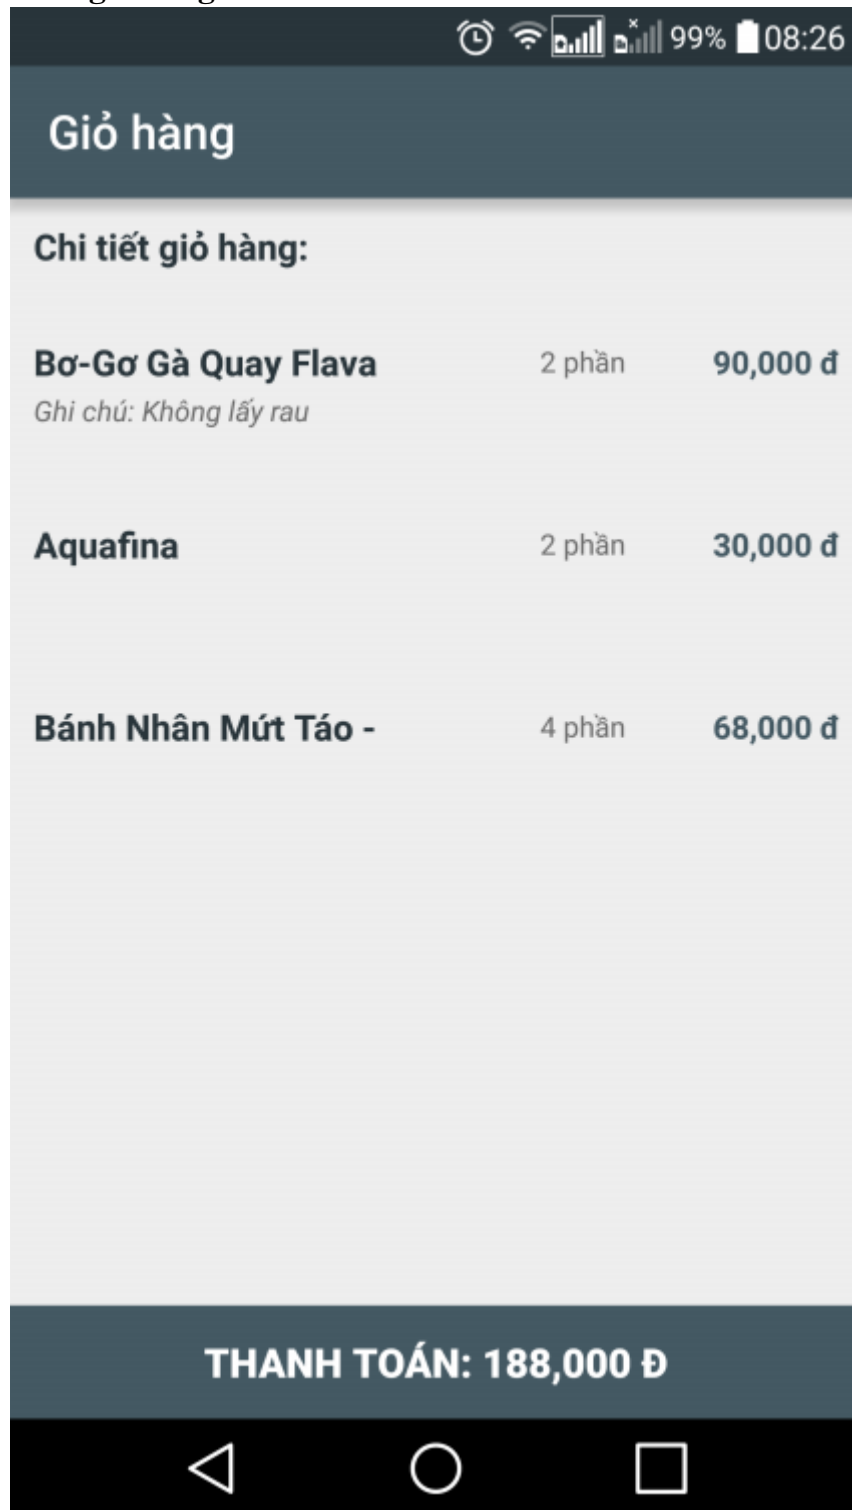 99% 08:26
Giỏ hàng
Chi tiết giỏ hàng:
Bơ-Gơ Gà Quay Flava 2 phần 90,000 đ
Ghi chú: Không lấy rau
Aquafina 2 phần 30,000 đ
Bánh Nhân Mứt Táo - 4 phần 68,000 đ
THANH TOÁN: 188,000 Đ